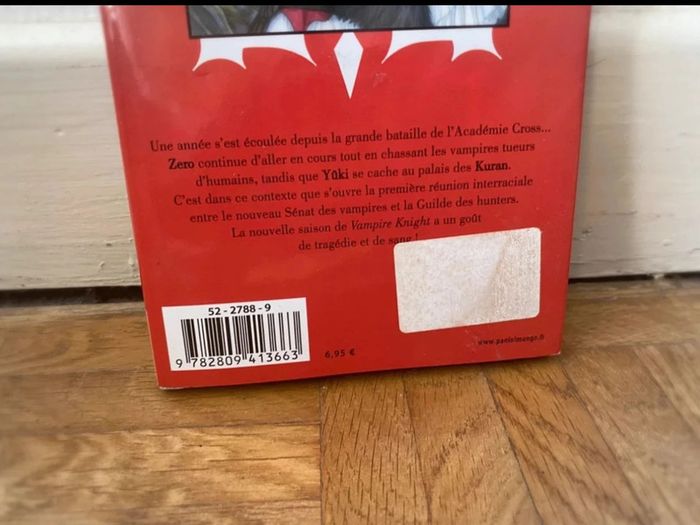 Une année s'est écoulée depuis la grande bataille de l'Académie Cross...
Zero continue d'aller en cours tout en chassant les vampires tueurs
d'humains, tandis que Yûki se cache au palais des Kuran.
C'est dans ce contexte que s'ouvre la première réunion interraciale
entre le nouveau Sénat des vampires et la Guilde des hunters.
La nouvelle saison de Vampire Knight a un goût
de tragédie et de sang !
52-2788-9
9 782809 413663
6,95 €
www.paninimanga.fr